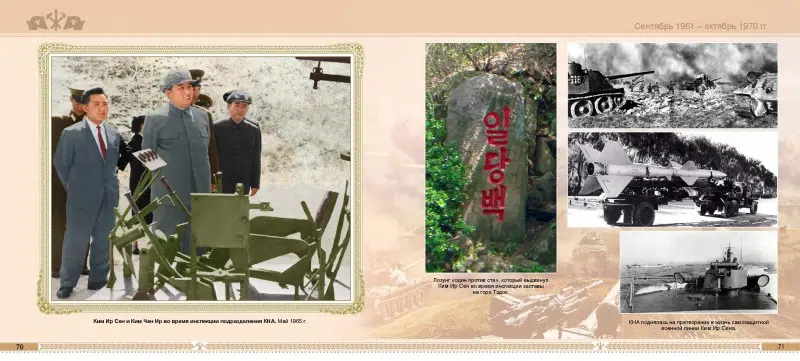 Сентябрь 1961 – октябрь 1970 гг.
일당백
Ким Ир Сен и Ким Чен Ир во время инспекции подразделения КНА. Май 1965 г.
Лозунг «один против ста», который выдвинул
Ким Ир Сен во время инспекции заставы
на горе Тэдок.
КНА поднялась на претворение в жизнь самозащитной
военной линии Ким Ир Сена.
70
71